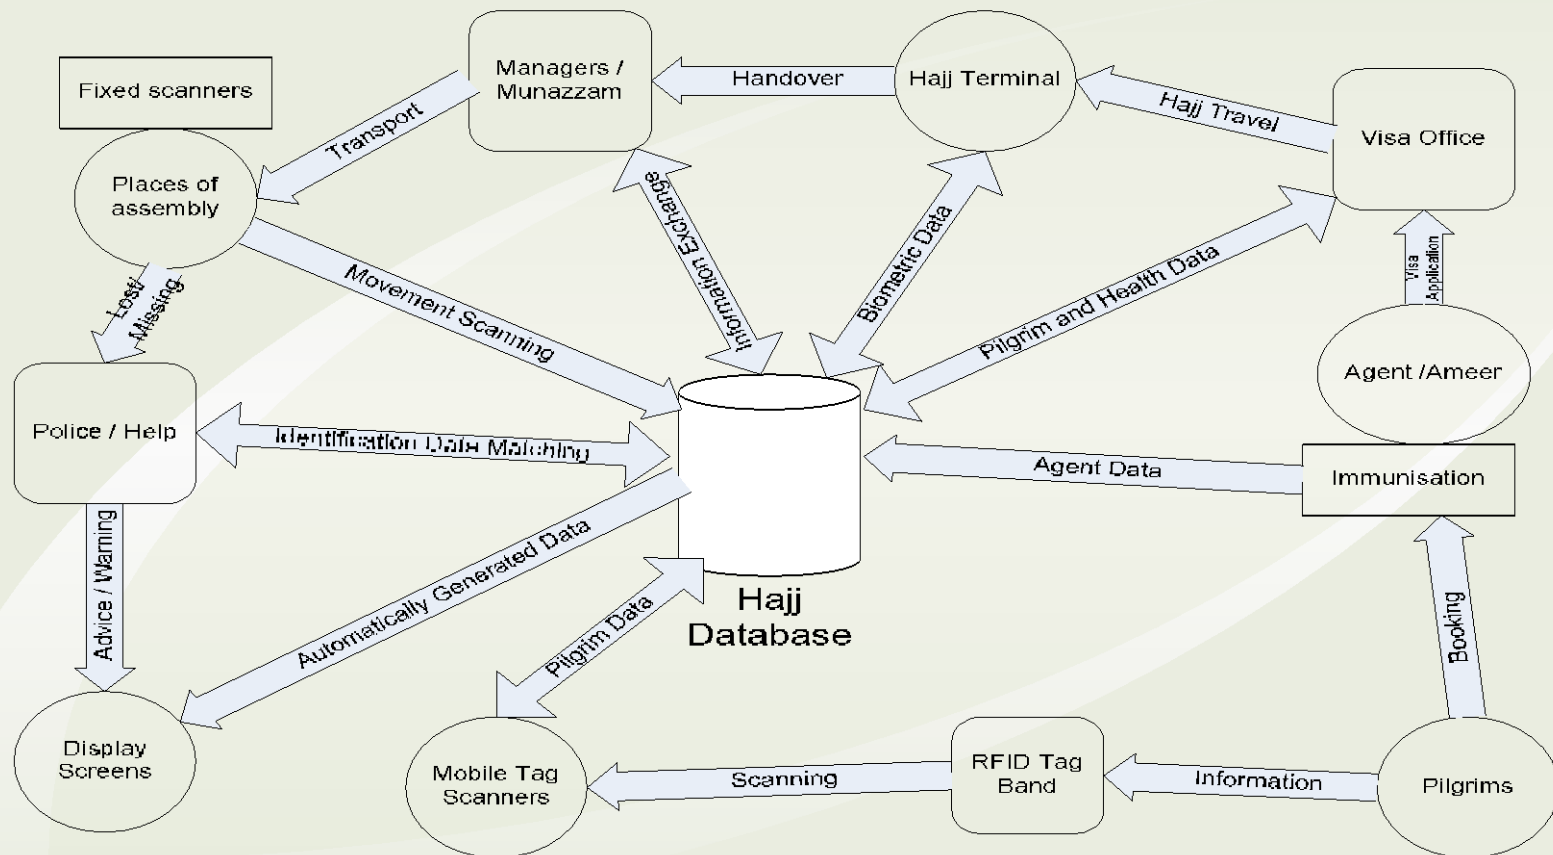 Fixed scanners
Managers /
Munazzam
Handover
Hajj Terminal
Hajj Travel
Visa Office
Transport
Places of
assembly
Information Exchange
Biometric Data
Pilgrim and Health Data
Visa
Application
Lost/
Missing
Movement Scanning
Agent /Ameer
Police / Help
Identification Data Matching
Agent Data
Immunisation
Advice / Warning
Automatically Generated Data
Pilgrim Data
Hajj
Database
Booking
Display
Screens
Mobile Tag
Scanners
Scanning
RFID Tag
Band
Information
Pilgrims